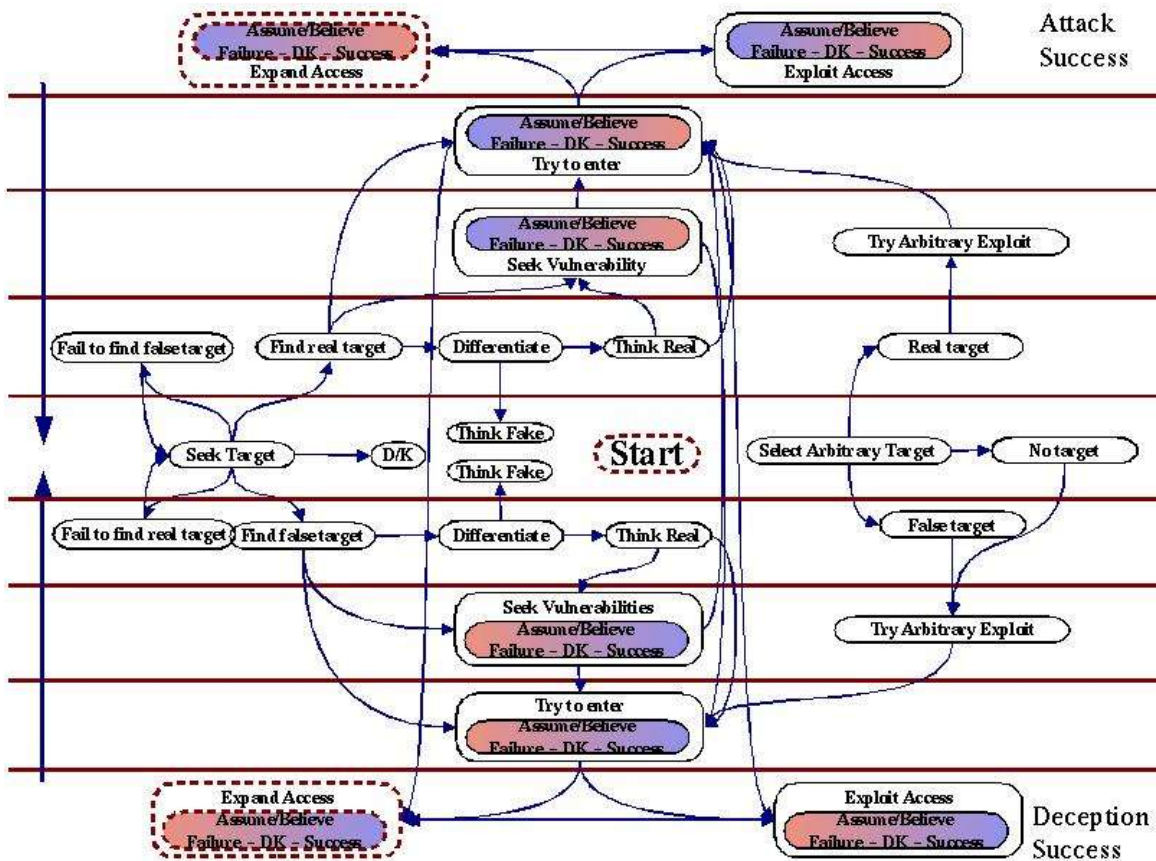 Assume/Believe
Failure – DK – Success
Expand Access
Assume/Believe
Failure – DK – Success
Exploit Access
Attack
Success
Assume/Believe
Failure – DK – Success
Try to enter
Assume/Believe
Failure – DK – Success
Seek Vulnerability
Try Arbitrary Exploit
Fail to find false target
Find real target
Differentiate
Think Real
Real target
Think Fake
Seek Target
D/K
Start
Select Arbitrary Target
No target
Think Fake
Fail to find real target
Find false target
Differentiate
Think Real
False target
Seek Vulnerabilities
Assume/Believe
Failure – DK – Success
Try Arbitrary Exploit
Try to enter
Assume/Believe
Failure – DK – Success
Expand Access
Assume/Believe
Failure – DK – Success
Exploit Access
Assume/Believe
Failure – DK – Success
Deception
Success